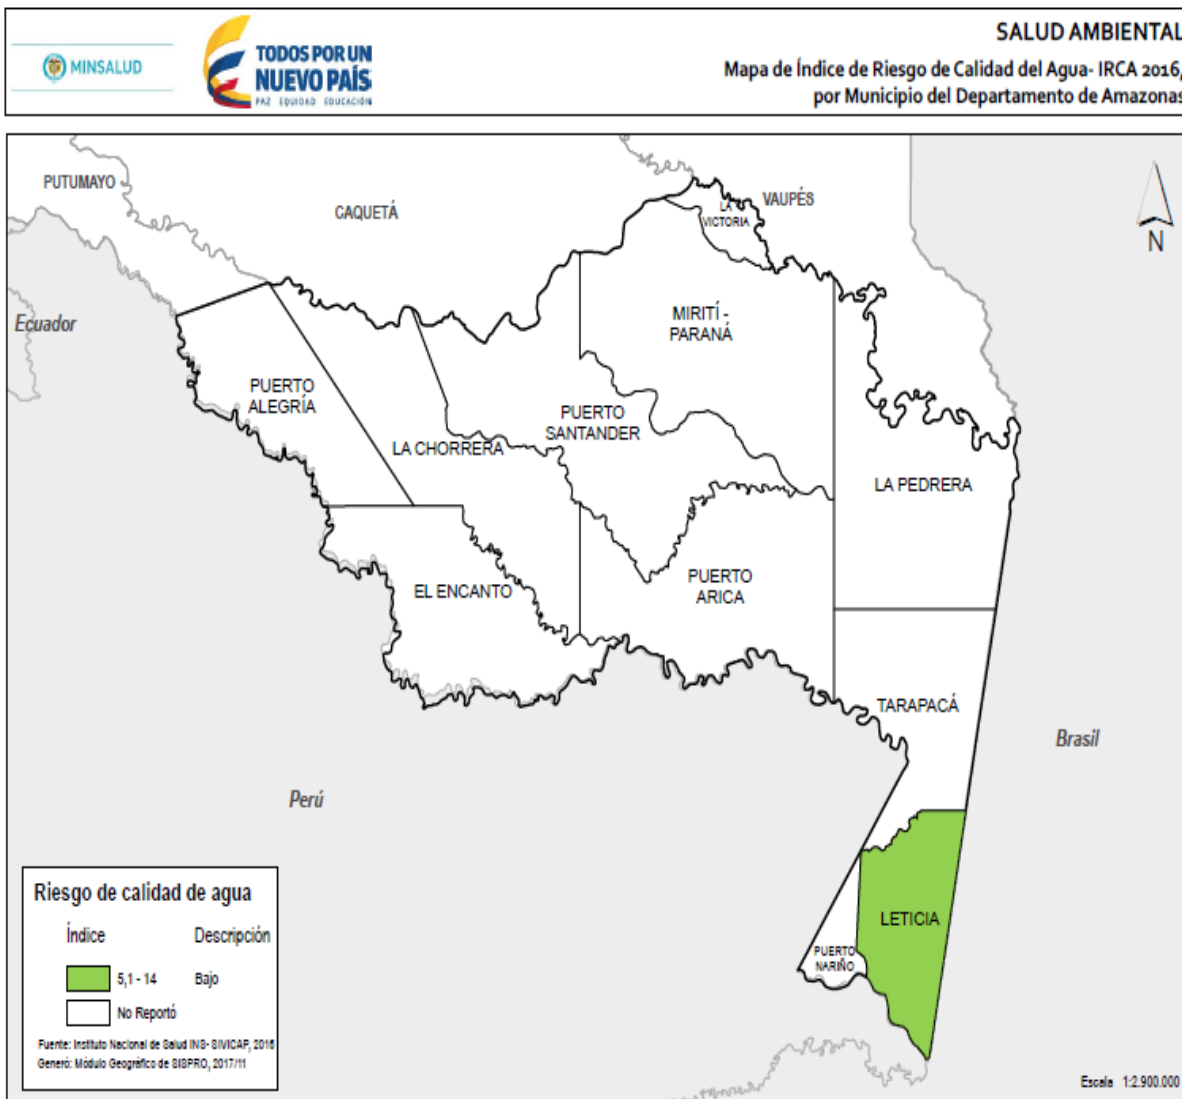 MINSALUD
TODOS POR UN
NUEVO PAÍS
PAZ EQUIDAD EDUCACIÓN
SALUD AMBIENTAL
Mapa de Índice de Riesgo de Calidad del Agua- IRCA 2016,
por Municipio del Departamento de Amazonas
PUTUMAYO
CAQUETÁ
VAUPÉS
LA
VICTORIA
N
Ecuador
MIRITÍ -
PARANÁ
PUERTO
ALEGRÍA
PUERTO
SANTANDER
LA CHORRERA
LA PEDRERA
EL ENCANTO
PUERTO
ARICA
TARAPACÁ
Brasil
Perú
LETICIA
PUERTO
NARIÑO
Riesgo de calidad de agua
Índice Descripción
5,1 - 14 Bajo
No Reportó
Fuente: Instituto Nacional de Salud INS- SIVICAP, 2016
Generó: Módulo Geográfico de SISPRO, 2017/11
Escala 1:2.900.000